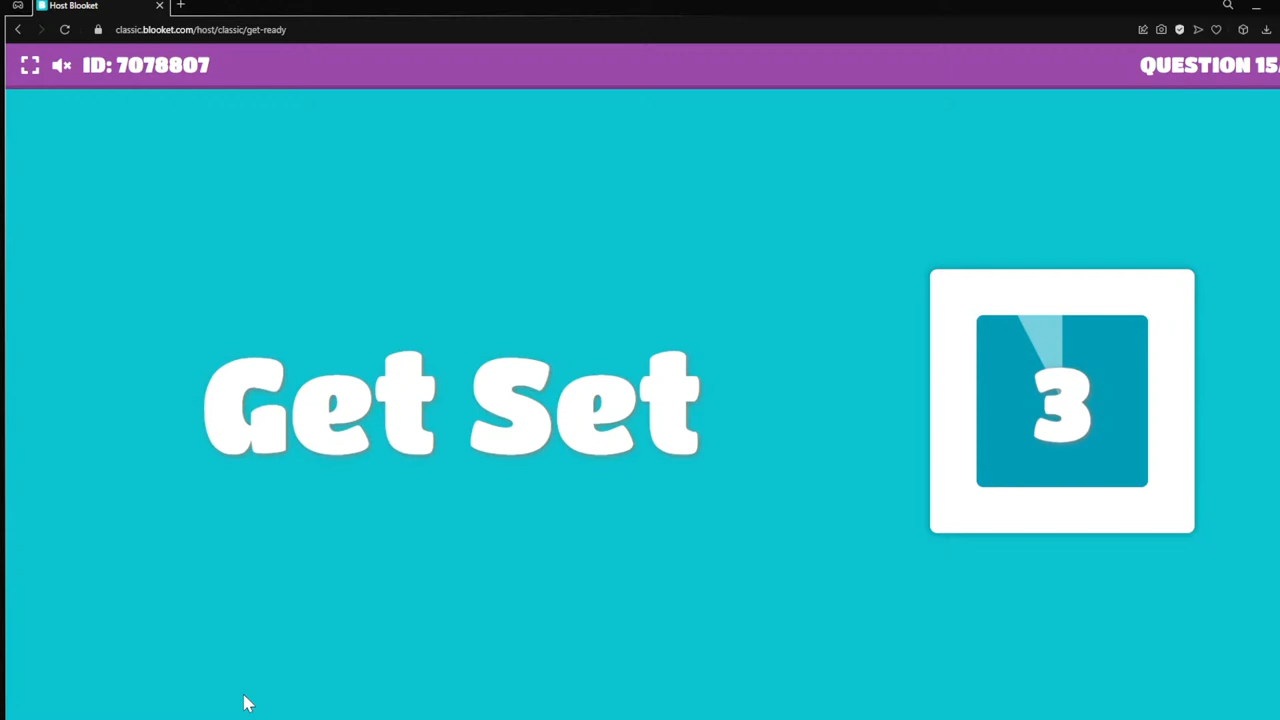 Host Blooket
classic.blooket.com/host/classic/get-ready
ID: 7078807
QUESTION 15/
Get Set
3